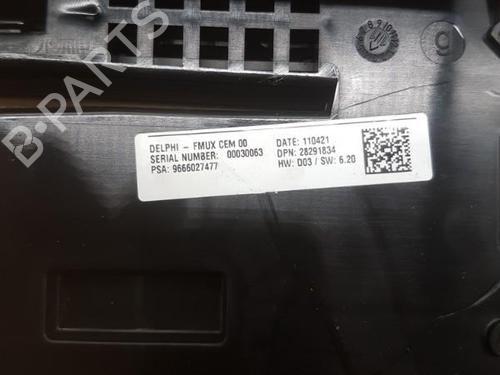 B-PARTS
g
DELPHI - FMUX CEM 00
SERIAL NUMBER: 00030063
PSA: 9666027477
DATE: 110421
DPN: 28291834
HW: D03 / SW: 6.20